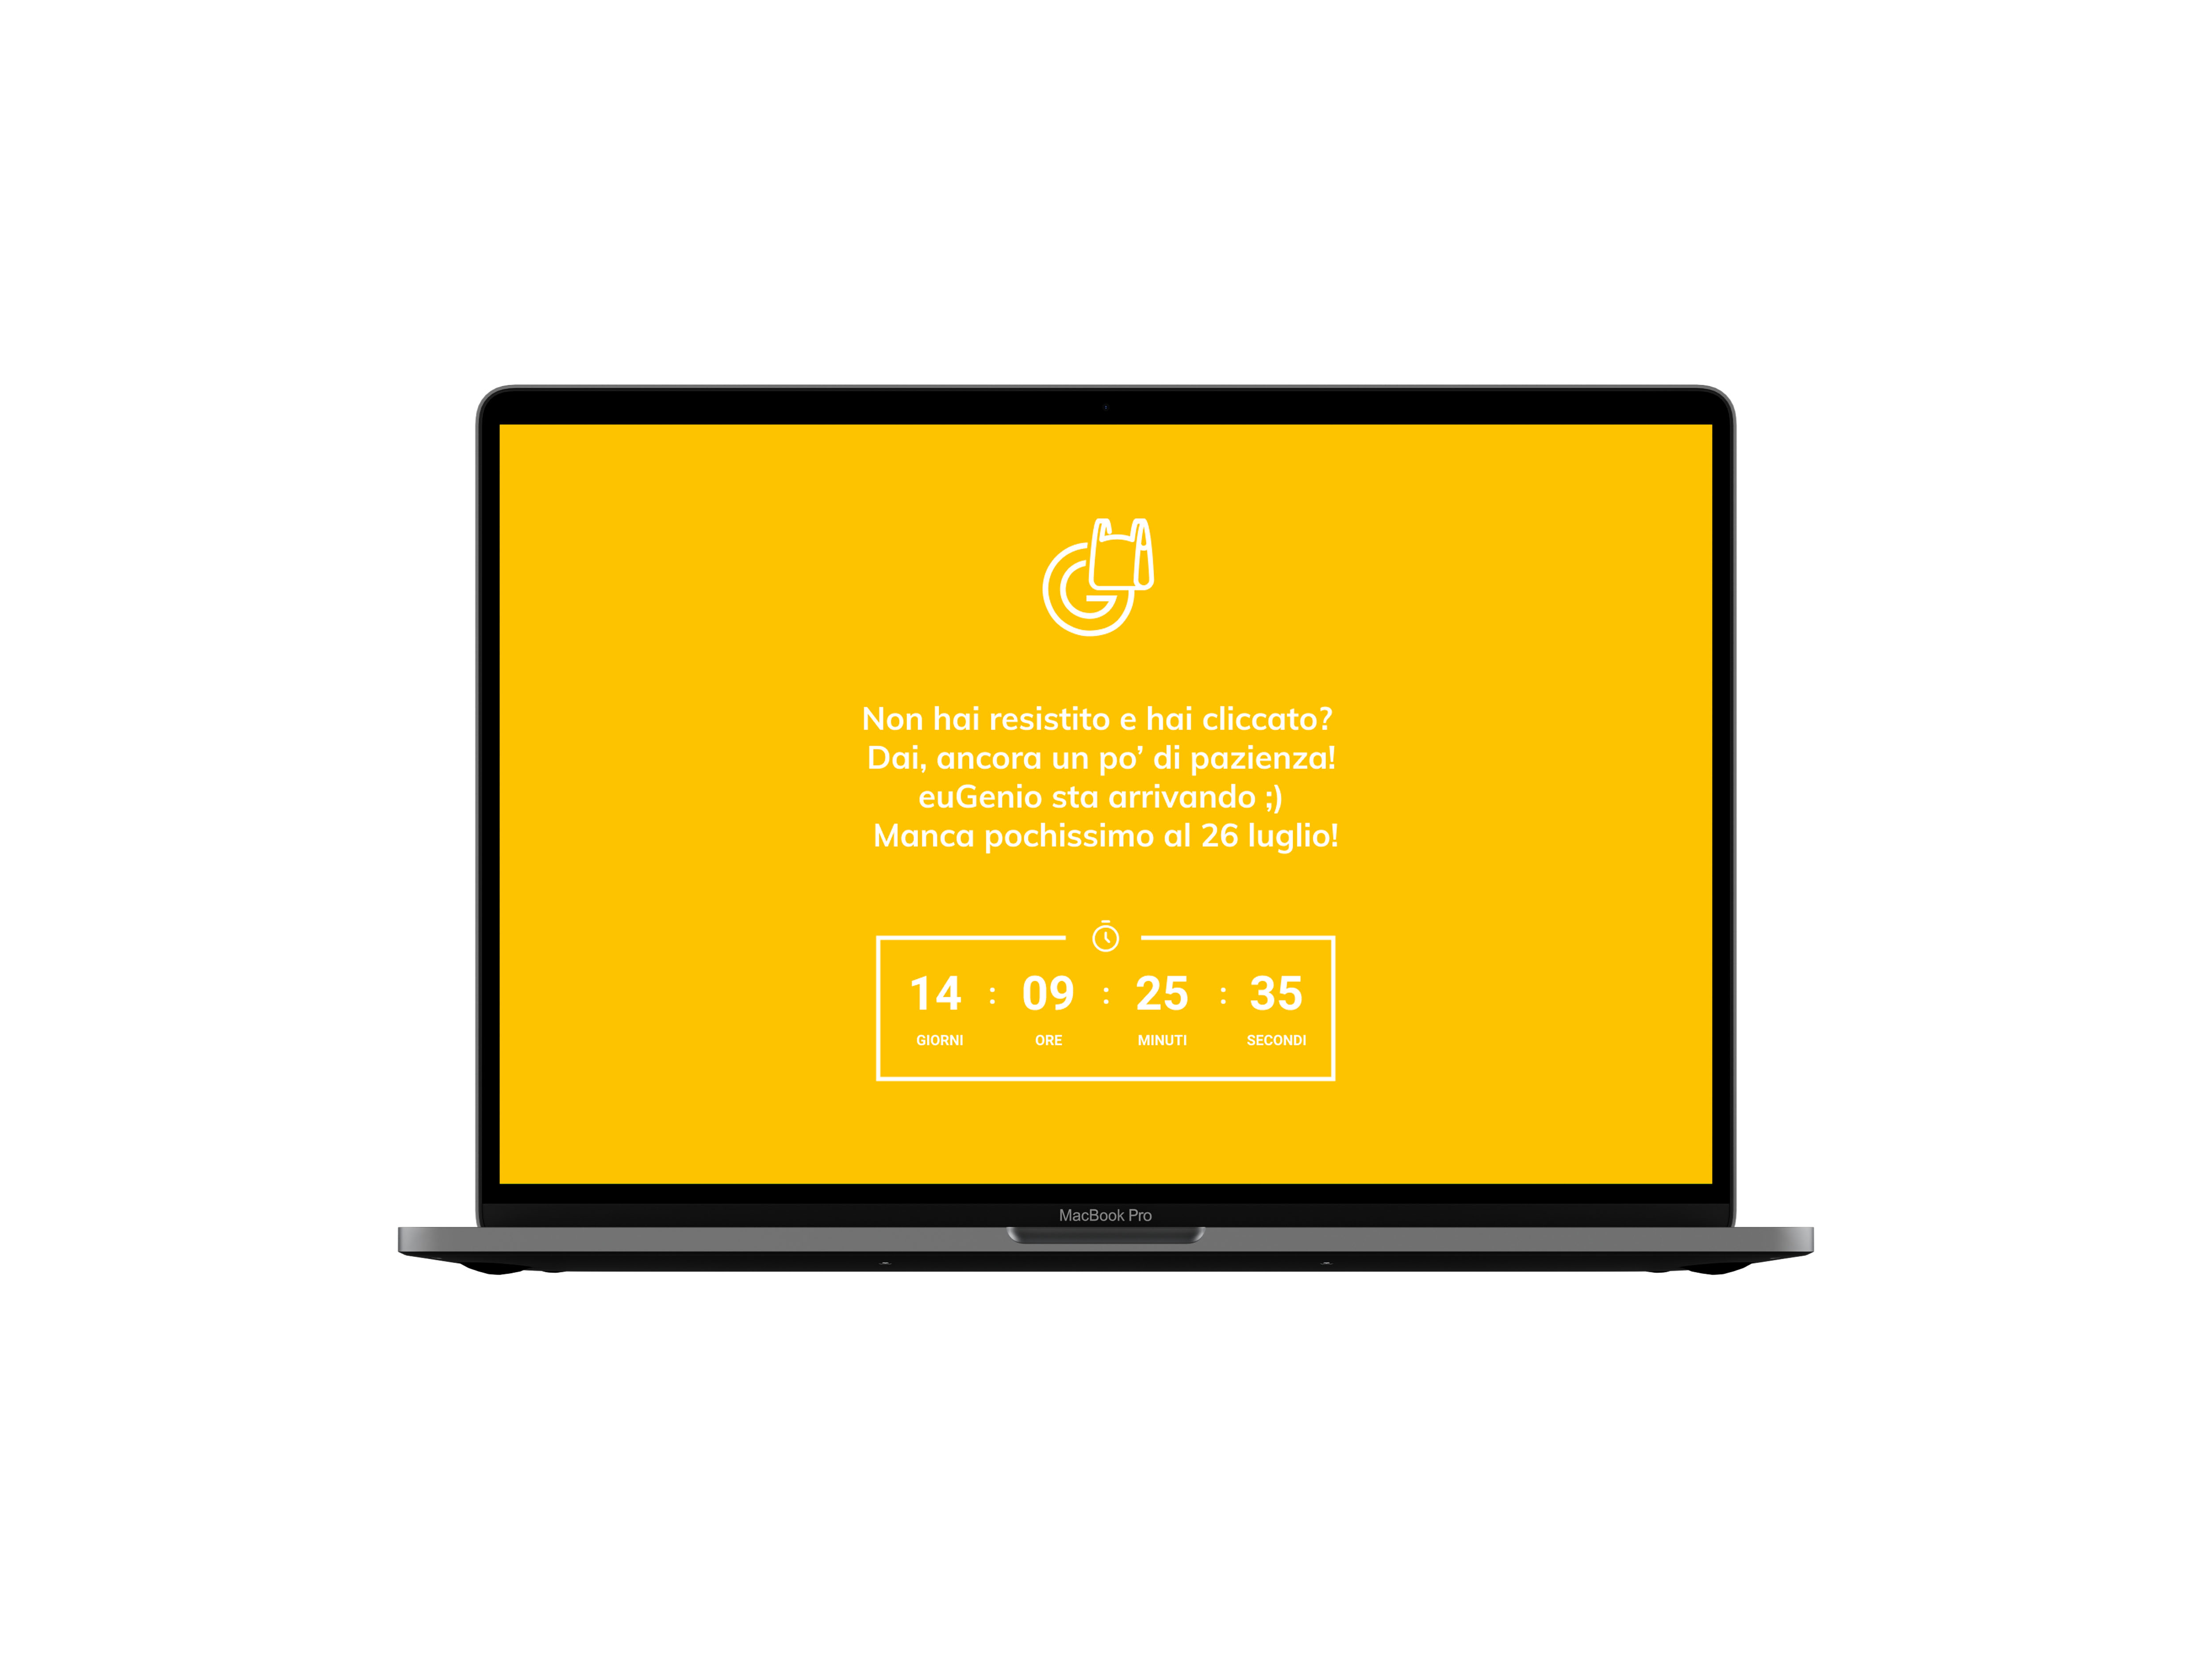 Non hai resistito e hai cliccato?
Dai, ancora un po’ di pazienza!
euGenio sta arrivando ;)
Manca pochissimo al 26 luglio!
14 : 09 : 25 : 35
GIORNI ORE MINUTI SECONDI
MacBook Pro